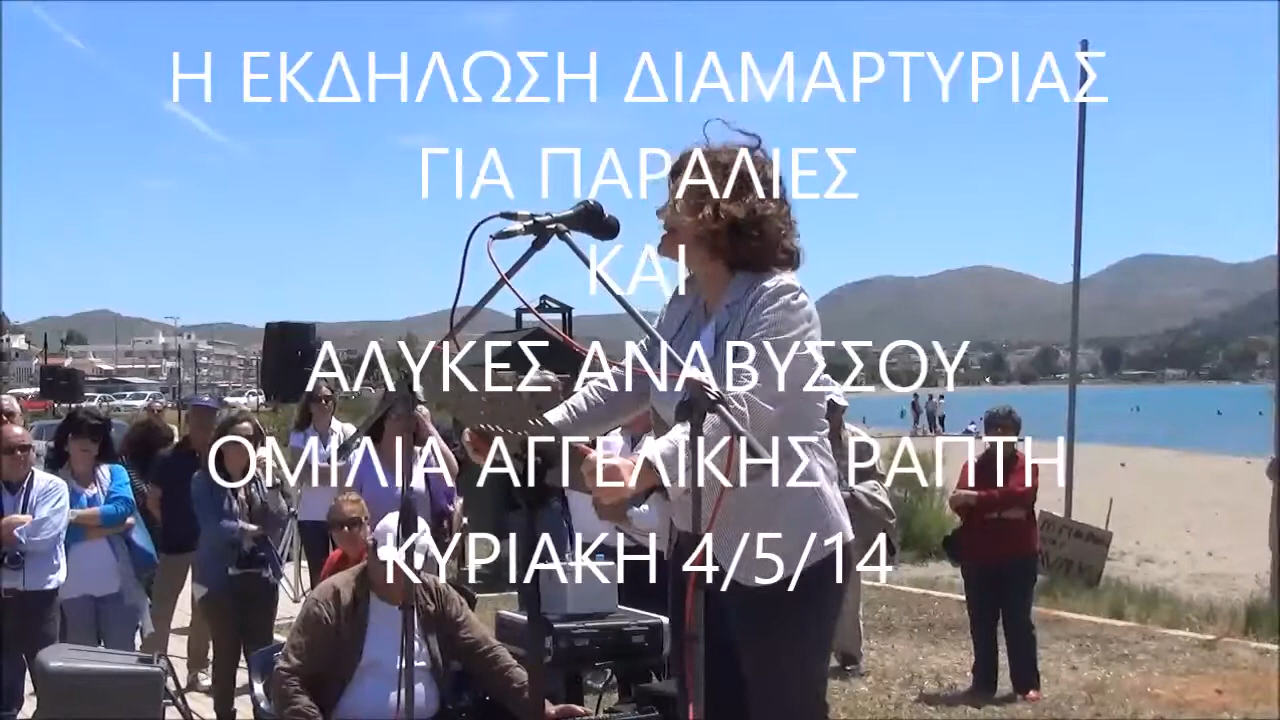 Η ΕΚΔΗΛΩΣΗ ΔΙΑΜΑΡΤΥΡΙΑΣ
ΓΙΑ ΠΑΡΑΛΙΕΣ
ΚΑΙ
ΑΛΥΚΕΣ ΑΝΑΒΥΣΣΟΥ
ΟΜΙΛΙΑ ΑΓΓΕΛΙΚΗΣ ΡΑΠΤΗ
ΚΥΡΙΑΚΗ 4/5/14